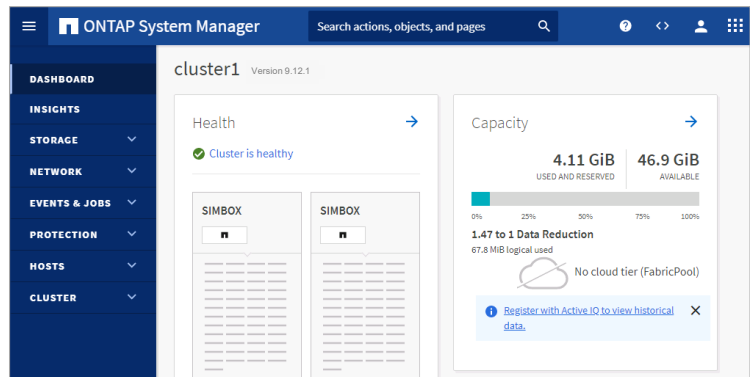 ONTAP System Manager
Search actions, objects, and pages
DASHBOARD
INSIGHTS
STORAGE
NETWORK
EVENTS & JOBS
PROTECTION
HOSTS
CLUSTER
cluster1 Version 9.12.1
Health
Cluster is healthy
SIMBOX
SIMBOX
Capacity
4.11 GiB
USED AND RESERVED
46.9 GiB
AVAILABLE
0% 25% 50% 75% 100%
1.47 to 1 Data Reduction
67.8 MiB logical used
No cloud tier (FabricPool)
Register with Active IQ to view historical
data.